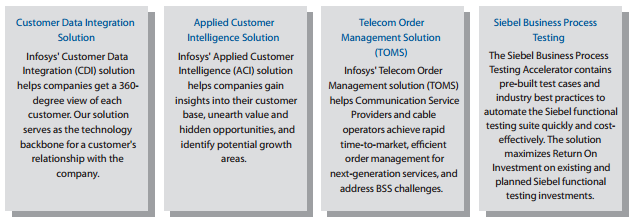 Customer Data Integration
Solution
Infosys' Customer Data
Integration (CDI) solution
helps companies get a 360-
degree view of each
customer. Our solution
serves as the technology
backbone for a customer's
relationship with the
company.
Applied Customer
Intelligence Solution
Infosys' Applied Customer
Intelligence (ACI) solution
helps companies gain
insights into their customer
base, unearth value and
hidden opportunities, and
identify potential growth
areas.
Telecom Order
Management Solution
(TOMS)
Infosys' Telecom Order
Management solution (TOMS)
helps Communication Service
Providers and cable
operators achieve rapid
time-to-market, efficient
order management for
next-generation services, and
address BSS challenges.
Siebel Business Process
Testing
The Siebel Business Process
Testing Accelerator contains
pre-built test cases and
industry best practices to
automate the Siebel functional
testing suite quickly and cost-
effectively. The solution
maximizes Return On
Investment on existing and
planned Siebel functional
testing investments.